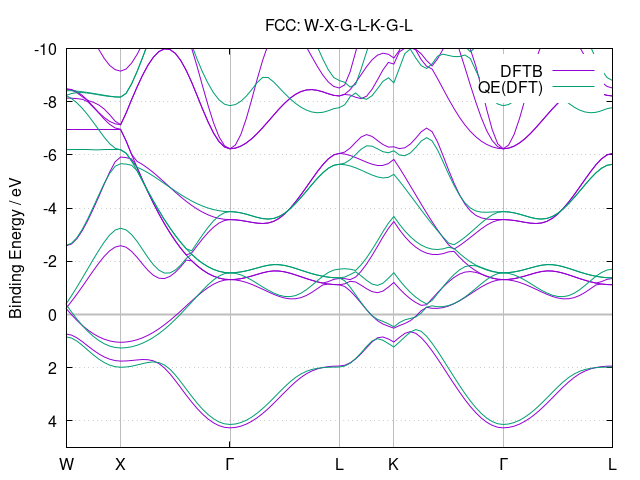 FCC: W-X-G-L-K-G-L
-10
DFTB
QE(DFT)
-8
-6
-4
-2
0
2
4
Binding Energy / eV
W X Γ L K Γ L